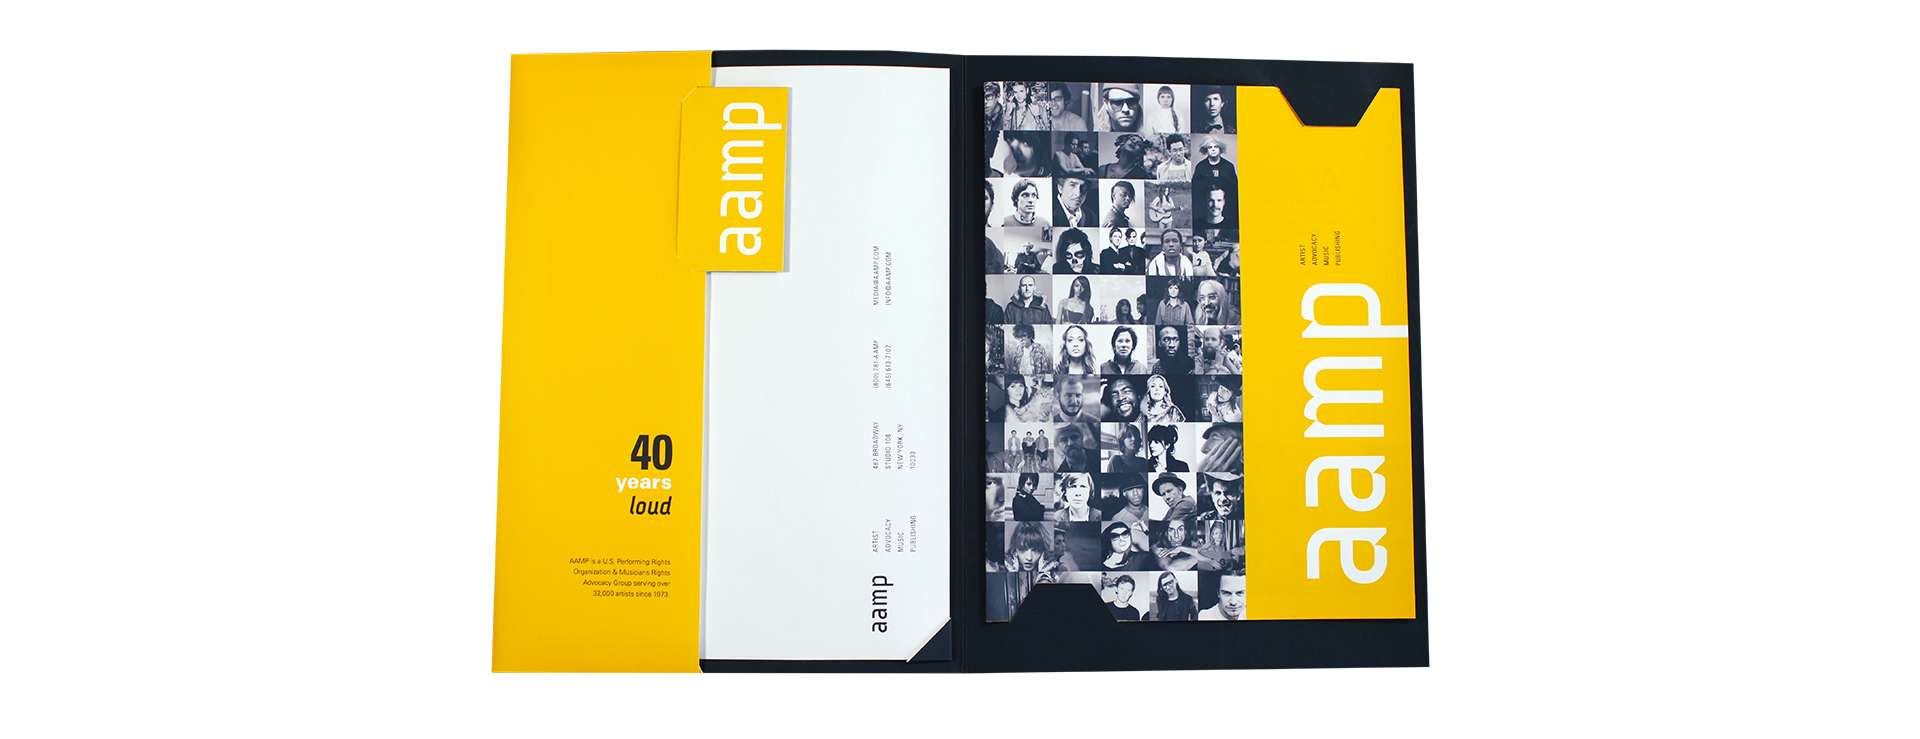 40
years
loud
AAMP is a U.S. Performing Rights
Organization & Musicians Rights
Advocacy Group serving over
32,000 artists since 1973.
aamp
aamp
ARTIST
ADVOCACY
MUSIC
PUBLISHING
487 BROADWAY
STUDIO 108
NEW YORK, NY
10033
(800) 781-AAMP
(646) 613-7107
MEDIA@AAMP.COM
INFO@AAMP.COM
aamp
ARTIST
ADVOCACY
MUSIC
PUBLISHING